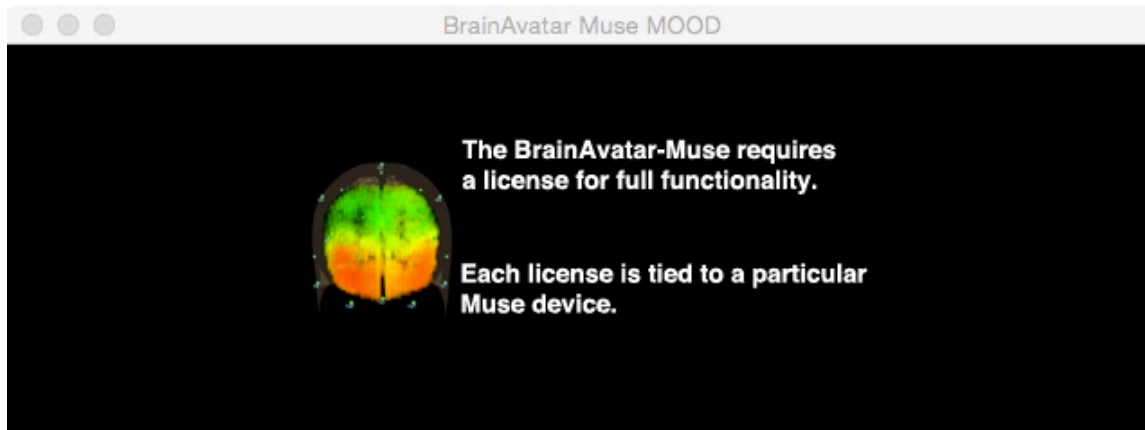 BrainAvatar Muse MOOD
The BrainAvatar-Muse requires
a license for full functionality.
Each license is tied to a particular
Muse device.